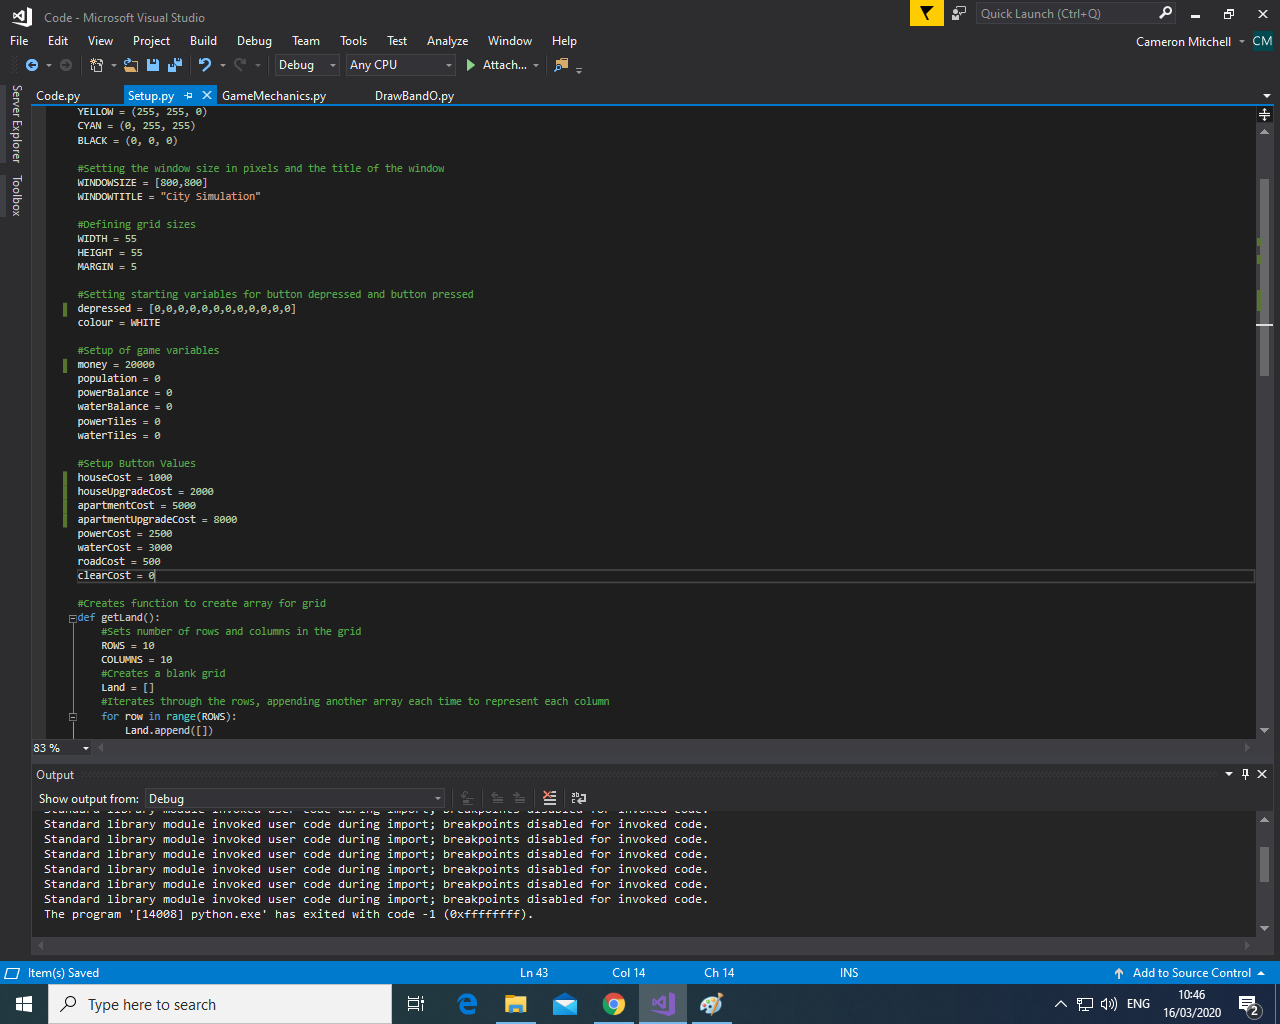 Code - Microsoft Visual Studio
Quick Launch (Ctrl+Q)
File Edit View Project Build Debug Team Tools Test Analyze Window Help
Cameron Mitchell CM
Debug Any CPU Attach...
Server Explorer
Toolbox
Code.py Setup.py GameMechanics.py DrawBandO.py
YELLOW = (255, 255, 0)
CYAN = (0, 255, 255)
BLACK = (0, 0, 0)
#Setting the window size in pixels and the title of the window
WINDOWSIZE = [800,800]
WINDOWTITLE = "City Simulation"
#Defining grid sizes
WIDTH = 55
HEIGHT = 55
MARGIN = 5
#Setting starting variables for button depressed and button pressed
depressed = [0,0,0,0,0,0,0,0,0,0,0,0]
colour = WHITE
#Setup of game variables
money = 20000
population = 0
powerBalance = 0
waterBalance = 0
powerTiles = 0
waterTiles = 0
#Setup Button Values
houseCost = 1000
houseUpgradeCost = 2000
apartmentCost = 5000
apartmentUpgradeCost = 8000
powerCost = 2500
waterCost = 3000
roadCost = 500
clearCost = 0
#Creates function to create array for grid
def getLand():
#Sets number of rows and columns in the grid
ROWS = 10
COLUMNS = 10
#Creates a blank grid
Land = []
#Iterates through the rows, appending another array each time to represent each column
for row in range(ROWS):
Land.append([])
83 %
Output
Show output from: Debug
Standard library module invoked user code during import; breakpoints disabled for invoked code.
Standard library module invoked user code during import; breakpoints disabled for invoked code.
Standard library module invoked user code during import; breakpoints disabled for invoked code.
Standard library module invoked user code during import; breakpoints disabled for invoked code.
Standard library module invoked user code during import; breakpoints disabled for invoked code.
Standard library module invoked user code during import; breakpoints disabled for invoked code.
Standard library module invoked user code during import; breakpoints disabled for invoked code.
The program '[14008] python.exe' has exited with code -1 (0xffffffff).
Item(s) Saved Ln 43 Col 14 Ch 14 INS Add to Source Control
Type here to search
ENG
10:46
16/03/2020
2